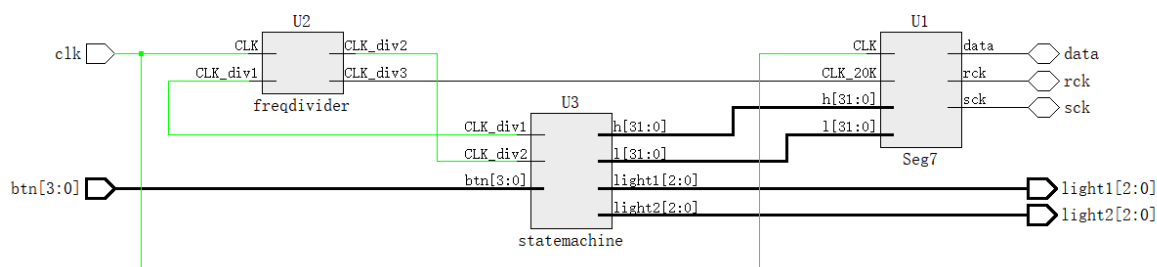 U2
U1
clk
CLK
CLK_div2
CLK
data
data
CLK_div1
CLK_div3
CLK_20K
rck
rck
freqdivider
U3
h[31:0]
sck
sck
CLK_div1
h[31:0]
l[31:0]
CLK_div2
l[31:0]
Seg7
btn[3:0]
btn[3:0]
light1[2:0]
light1[2:0]
light2[2:0]
light2[2:0]
statemachine